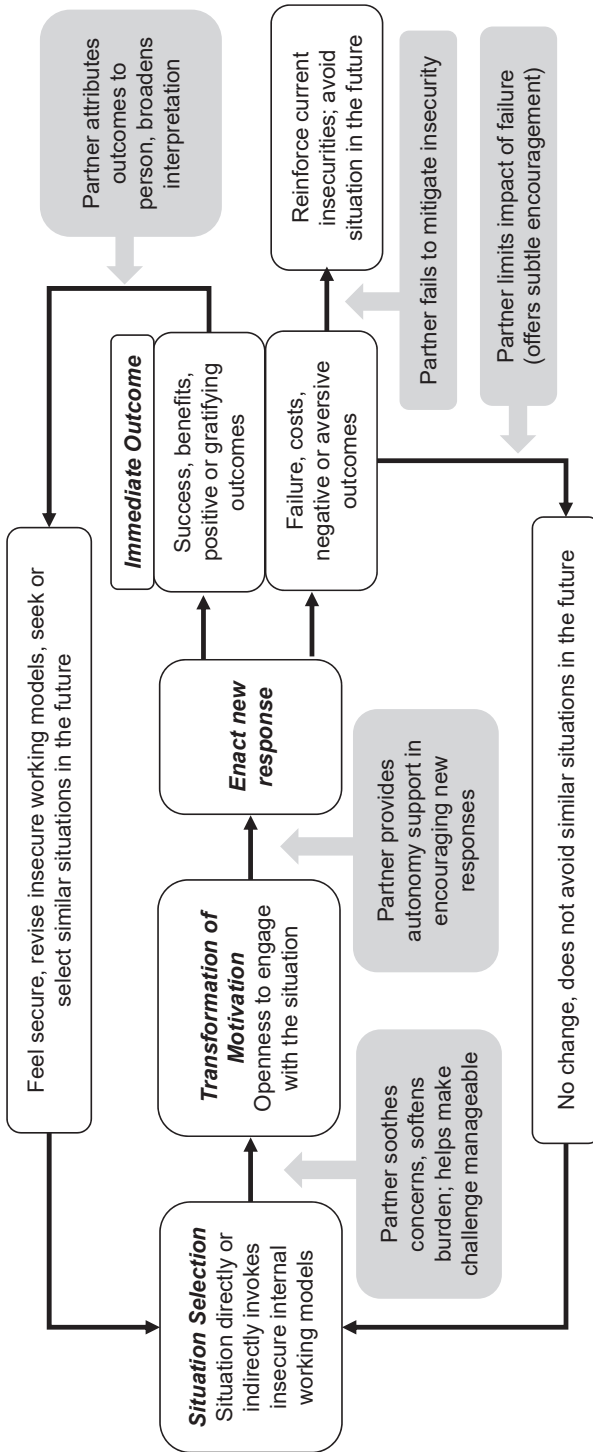 Feel secure, revise insecure working models, seek or
select similar situations in the future
Partner attributes
outcomes to
person, broadens
interpretation
Situation Selection
Situation directly or
indirectly invokes
insecure internal
working models
Transformation of
Motivation
Openness to engage
with the situation
Enact new
response
Immediate Outcome
Success, benefits,
positive or gratifying
outcomes
Failure, costs,
negative or aversive
outcomes
Reinforce current
insecurities; avoid
situation in the future
Partner soothes
concerns, softens
burden; helps make
challenge manageable
Partner provides
autonomy support in
encouraging new
responses
Partner fails to mitigate insecurity
Partner limits impact of failure
(offers subtle encouragement)
No change, does not avoid similar situations in the future